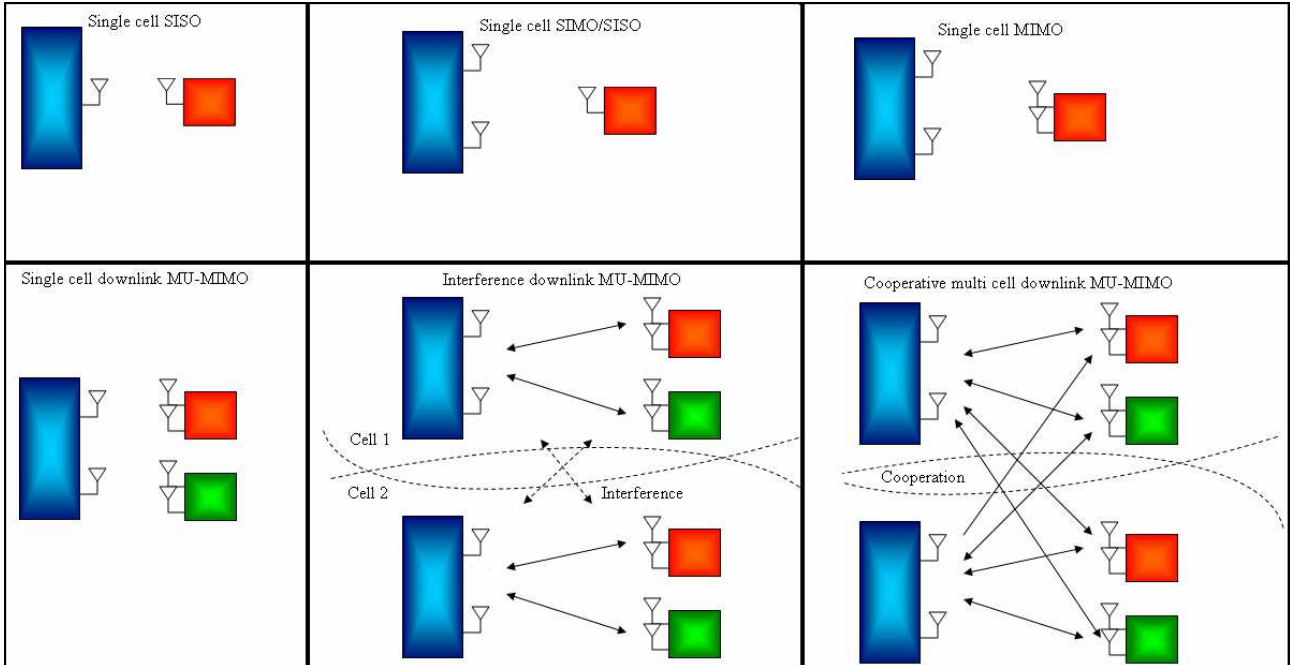 Single cell SISO
Single cell SIMO/SISO
Single cell MIMO
Single cell downlink MU-MIMO
Interference downlink MU-MIMO
Cell 1
Cell 2
Interference
Cooperative multi cell downlink MU-MIMO
Cooperation